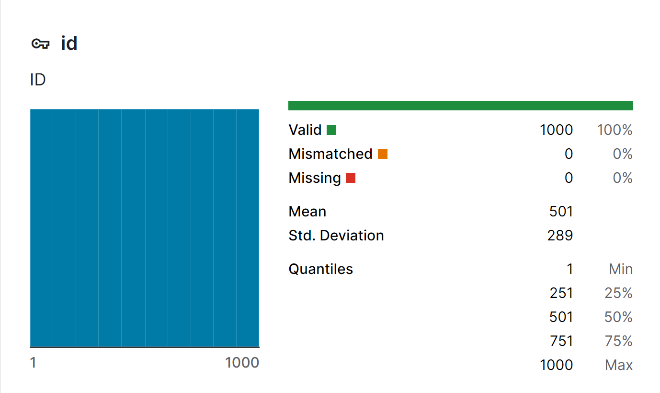 id
ID
Valid 1000 100%
Mismatched 0 0%
Missing 0 0%
Mean 501
Std. Deviation 289
Quantiles 1 Min
251 25%
501 50%
751 75%
1000 Max
1 1000